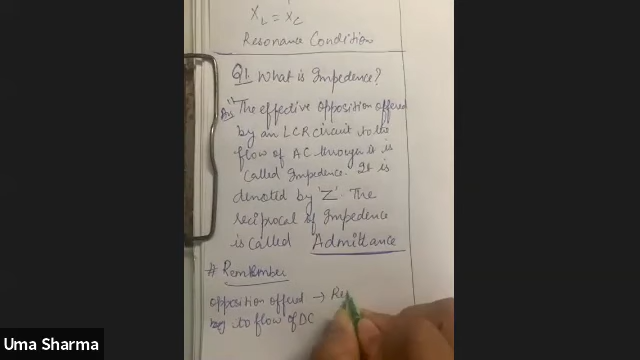 X_L = X_C
Resonance Condition
Q1. What is Impedence?
Ans "The effective opposition offered
by an LCR circuit to the
flow of AC through it is
called Impedence. It is
denoted by 'Z'. The
reciprocal of Impedence
is called Admittance
# Remember
opposition offered → Re
to flow of DC
Uma Sharma